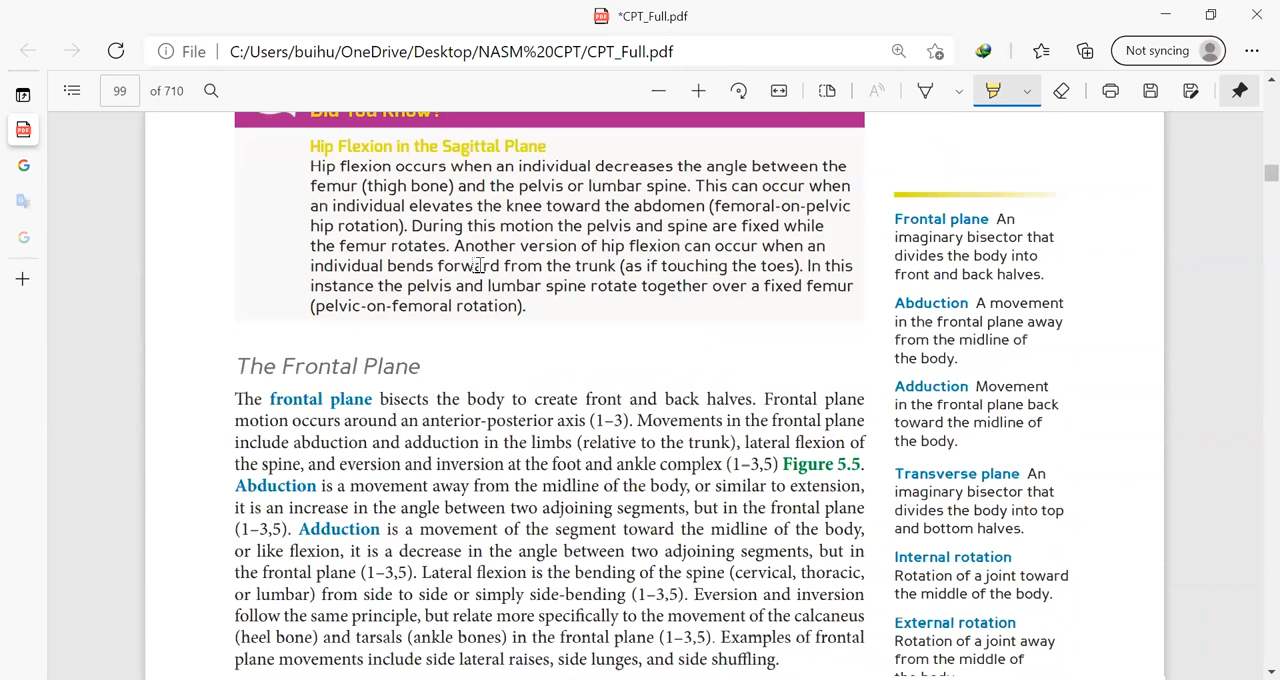 *CPT_Full.pdf
File C:/Users/buihu/OneDrive/Desktop/NASM%20CPT/CPT_Full.pdf
Not syncing
99 of 710
Did You Know?
Hip Flexion in the Sagittal Plane
Hip flexion occurs when an individual decreases the angle between the
femur (thigh bone) and the pelvis or lumbar spine. This can occur when
an individual elevates the knee toward the abdomen (femoral-on-pelvic
hip rotation). During this motion the pelvis and spine are fixed while
the femur rotates. Another version of hip flexion can occur when an
individual bends forward from the trunk (as if touching the toes). In this
instance the pelvis and lumbar spine rotate together over a fixed femur
(pelvic-on-femoral rotation).
The Frontal Plane
The frontal plane bisects the body to create front and back halves. Frontal plane
motion occurs around an anterior-posterior axis (1–3). Movements in the frontal plane
include abduction and adduction in the limbs (relative to the trunk), lateral flexion of
the spine, and eversion and inversion at the foot and ankle complex (1–3,5) Figure 5.5.
Abduction is a movement away from the midline of the body, or similar to extension,
it is an increase in the angle between two adjoining segments, but in the frontal plane
(1–3,5). Adduction is a movement of the segment toward the midline of the body,
or like flexion, it is a decrease in the angle between two adjoining segments, but in
the frontal plane (1–3,5). Lateral flexion is the bending of the spine (cervical, thoracic,
or lumbar) from side to side or simply side-bending (1–3,5). Eversion and inversion
follow the same principle, but relate more specifically to the movement of the calcaneus
(heel bone) and tarsals (ankle bones) in the frontal plane (1–3,5). Examples of frontal
plane movements include side lateral raises, side lunges, and side shuffling.
Frontal plane An
imaginary bisector that
divides the body into
front and back halves.
Abduction A movement
in the frontal plane away
from the midline of
the body.
Adduction Movement
in the frontal plane back
toward the midline of
the body.
Transverse plane An
imaginary bisector that
divides the body into top
and bottom halves.
Internal rotation
Rotation of a joint toward
the middle of the body.
External rotation
Rotation of a joint away
from the middle of